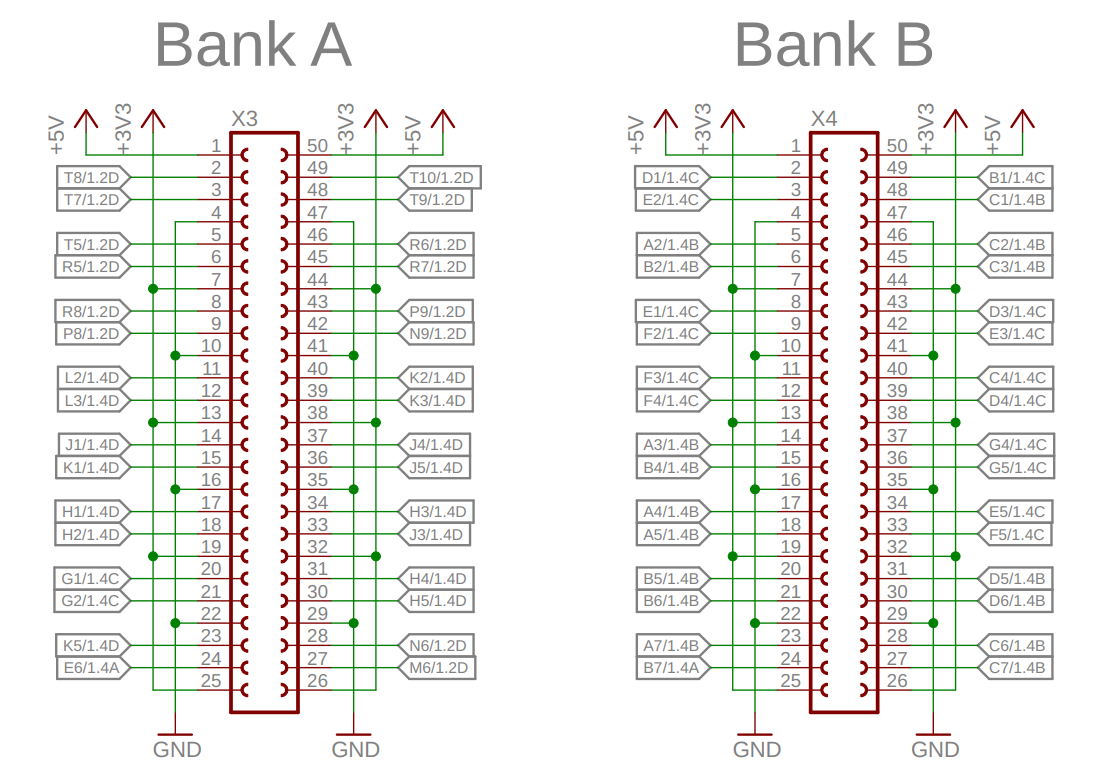 Bank A Bank B
+5V +3V3 X3 +3V3 +5V +5V +3V3 X4 +3V3 +5V
1 50 1 50
T8/1.2D 2 49 T10/1.2D D1/1.4C 2 49 B1/1.4C
T7/1.2D 3 48 T9/1.2D E2/1.4C 3 48 C1/1.4B
4 47 4 47
T5/1.2D 5 46 R6/1.2D A2/1.4B 5 46 C2/1.4B
R5/1.2D 6 45 R7/1.2D B2/1.4B 6 45 C3/1.4B
7 44 7 44
R8/1.2D 8 43 P9/1.2D E1/1.4C 8 43 D3/1.4C
P8/1.2D 9 42 N9/1.2D F2/1.4C 9 42 E3/1.4C
10 41 10 41
L2/1.4D 11 40 K2/1.4D F3/1.4C 11 40 C4/1.4C
L3/1.4D 12 39 K3/1.4D F4/1.4C 12 39 D4/1.4C
13 38 13 38
J1/1.4D 14 37 J4/1.4D A3/1.4B 14 37 G4/1.4C
K1/1.4D 15 36 J5/1.4D B4/1.4B 15 36 G5/1.4C
16 35 16 35
H1/1.4D 17 34 H3/1.4D A4/1.4B 17 34 E5/1.4C
H2/1.4D 18 33 J3/1.4D A5/1.4B 18 33 F5/1.4C
19 32 19 32
G1/1.4C 20 31 H4/1.4D B5/1.4B 20 31 D5/1.4B
G2/1.4C 21 30 H5/1.4D B6/1.4B 21 30 D6/1.4B
22 29 22 29
K5/1.4D 23 28 N6/1.2D A7/1.4B 23 28 C6/1.4B
E6/1.4A 24 27 M6/1.2D B7/1.4A 24 27 C7/1.4B
25 26 25 26
GND GND GND GND